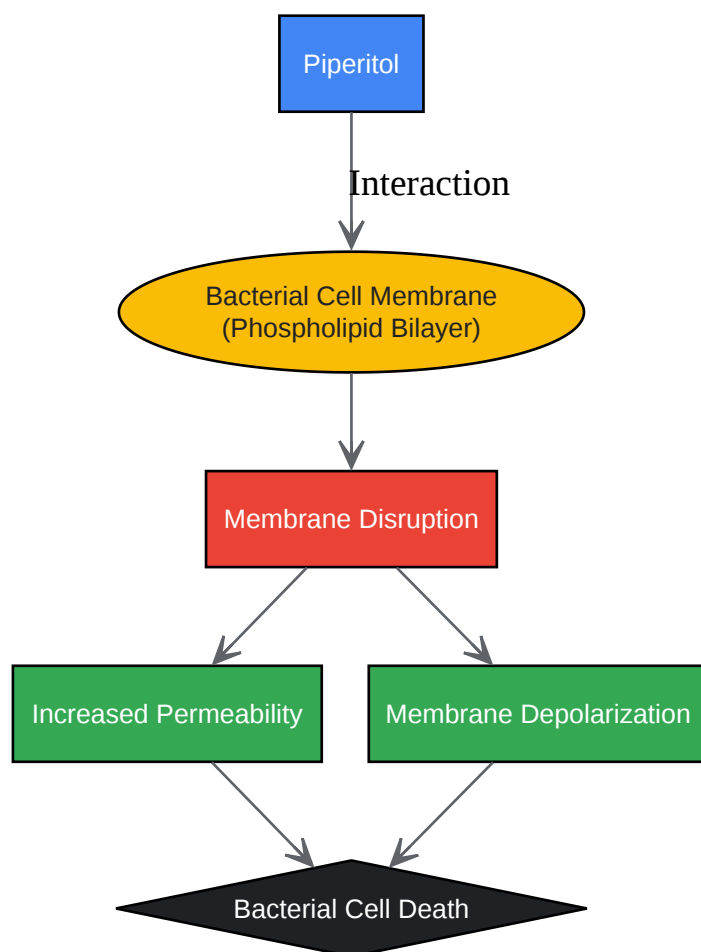 Piperitol
Interaction
Bacterial Cell Membrane
(Phospholipid Bilayer)
Membrane Disruption
Increased Permeability
Membrane Depolarization
Bacterial Cell Death